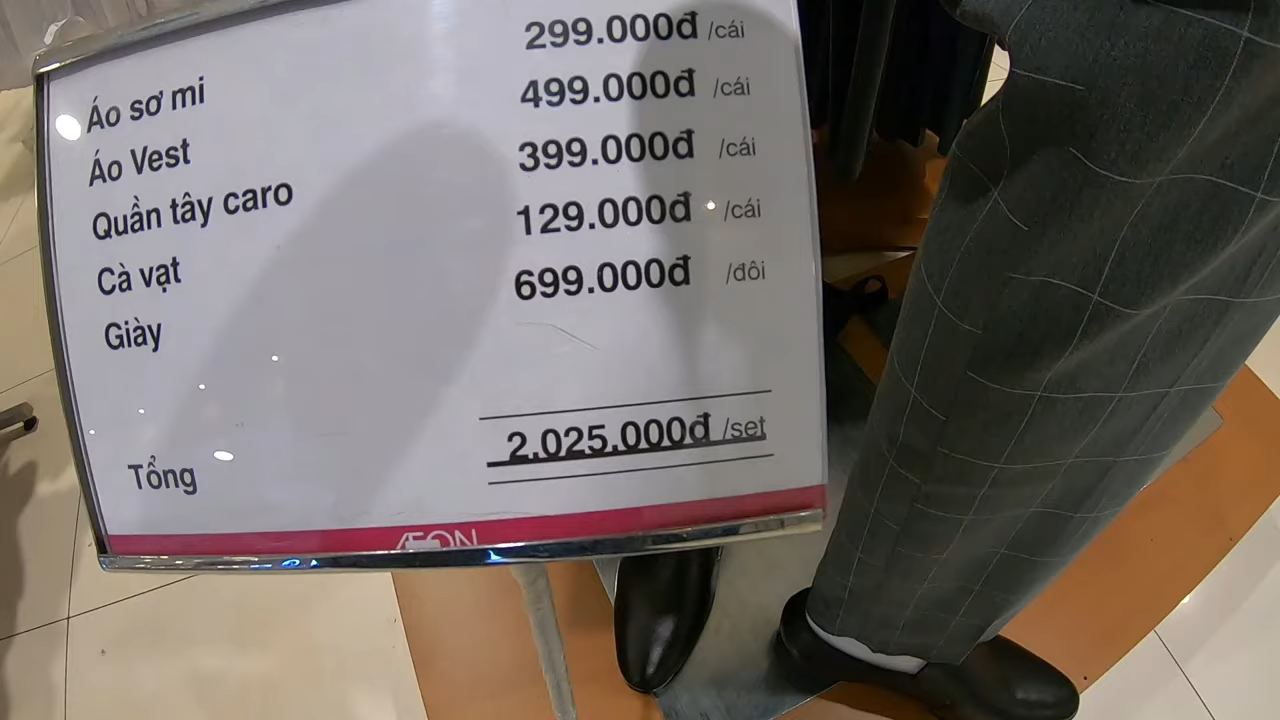 Áo sơ mi 299.000đ /cái
Áo Vest 499.000đ /cái
Quần tây caro 399.000đ /cái
Cà vạt 129.000đ /cái
Giày 699.000đ /đôi
Tổng 2.025.000đ /set
ÆON